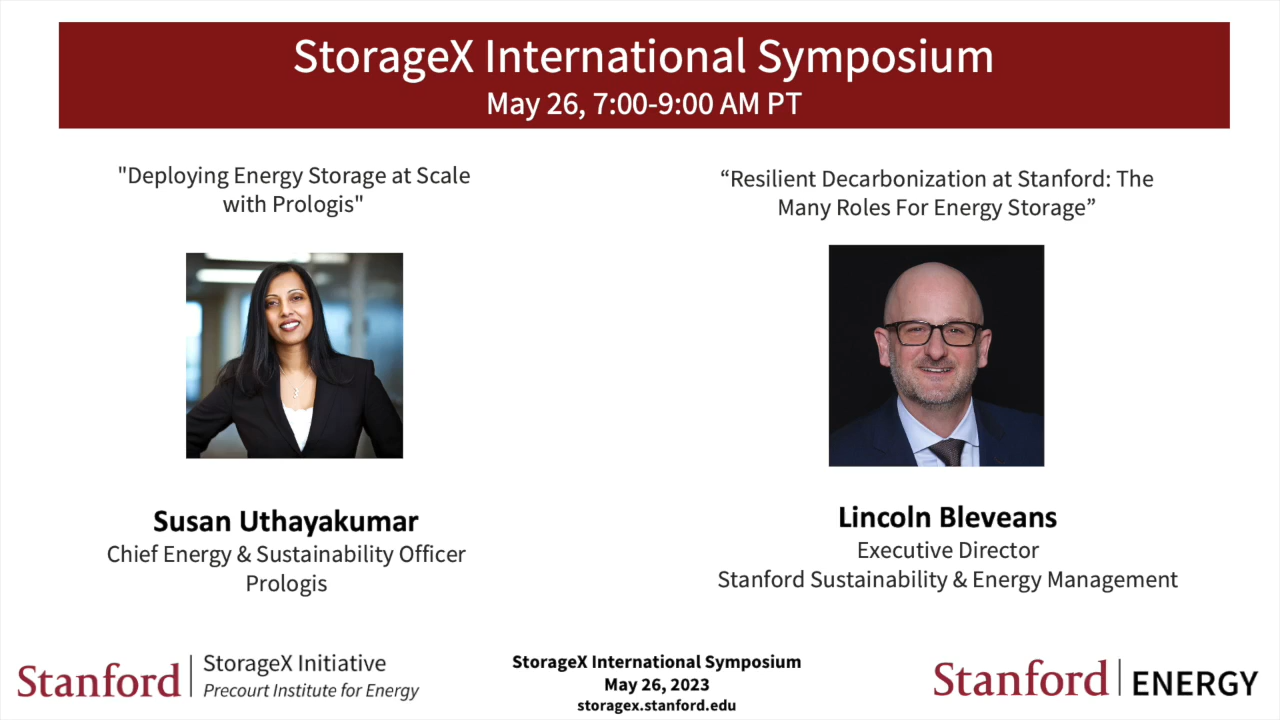 StorageX International Symposium
May 26, 7:00-9:00 AM PT
"Deploying Energy Storage at Scale
with Prologis"
“Resilient Decarbonization at Stanford: The
Many Roles For Energy Storage”
Susan Uthayakumar
Chief Energy & Sustainability Officer
Prologis
Lincoln Bleveans
Executive Director
Stanford Sustainability & Energy Management
Stanford
StorageX Initiative
Precourt Institute for Energy
StorageX International Symposium
May 26, 2023
storagex.stanford.edu
Stanford ENERGY